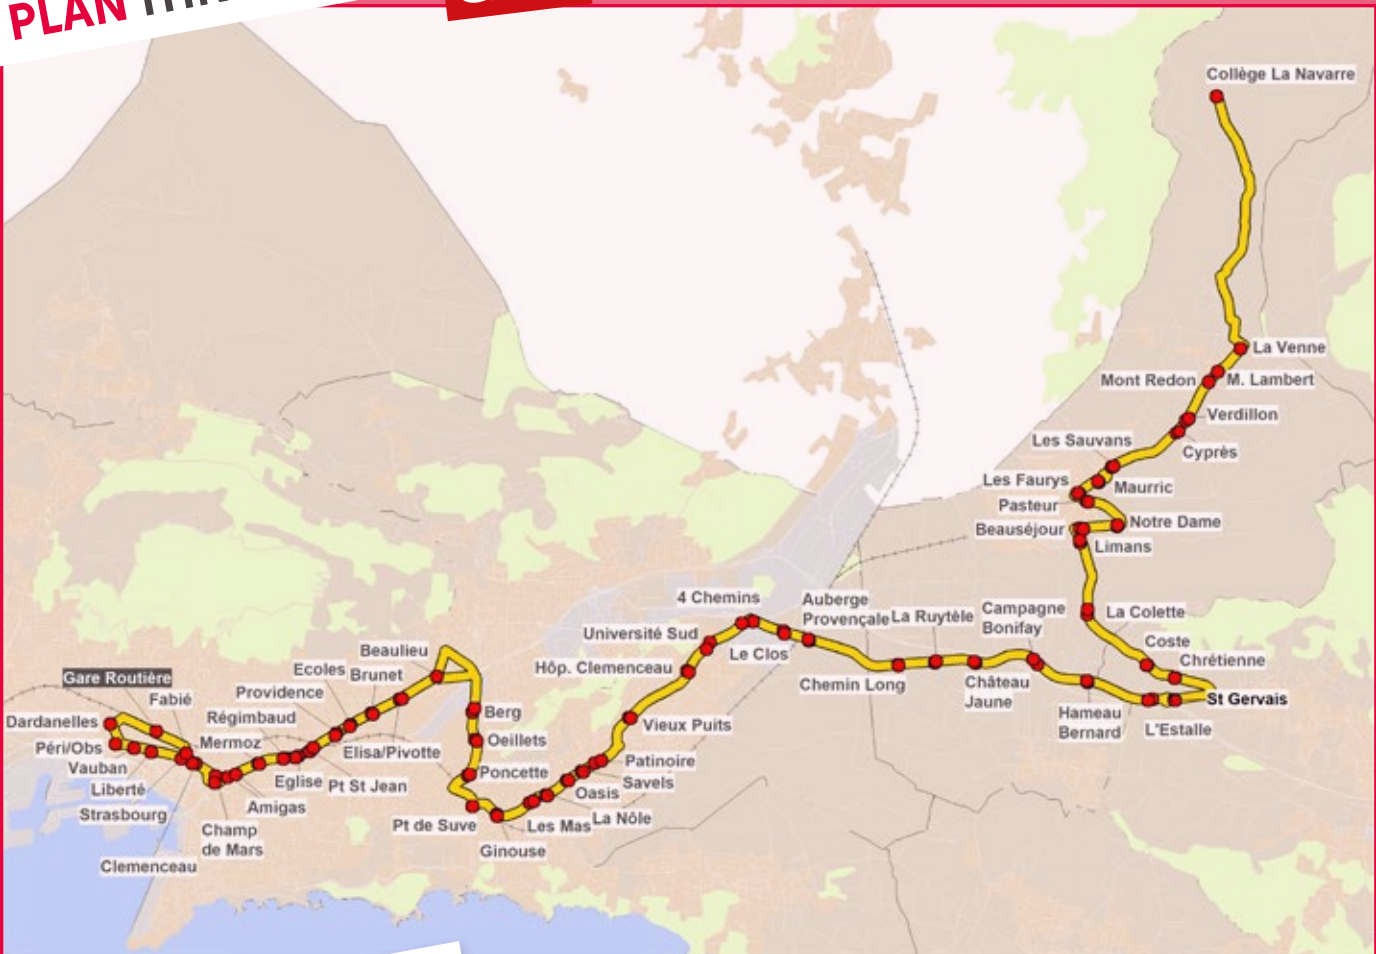 PLAN
Collège La Navarre
La Venne
Mont Redon
M. Lambert
Verdillon
Les Sauvans
Cyprès
Les Faurys
Maurric
Pasteur
Notre Dame
Beauséjour
Limans
4 Chemins
Auberge
Provençale
La Ruytèle
Campagne
Bonifay
La Colette
Université Sud
Le Clos
Coste
Beaulieu
Hôp. Clemenceau
Chrétienne
Ecoles
Brunet
Gare Routière
Chemin Long
Château
Jaune
St Gervais
Fabié
Providence
Berg
Hameau
Bernard
L'Estalle
Dardanelles
Régimbaud
Vieux Puits
Péri/Obs
Mermoz
Elisa/Pivotte
Oeillets
Vauban
Patinoire
Liberté
Eglise
Pt St Jean
Poncette
Savels
Strasbourg
Amigas
Oasis
Champ
de Mars
Pt de Suve
Les Mas
La Nôle
Clemenceau
Ginouse